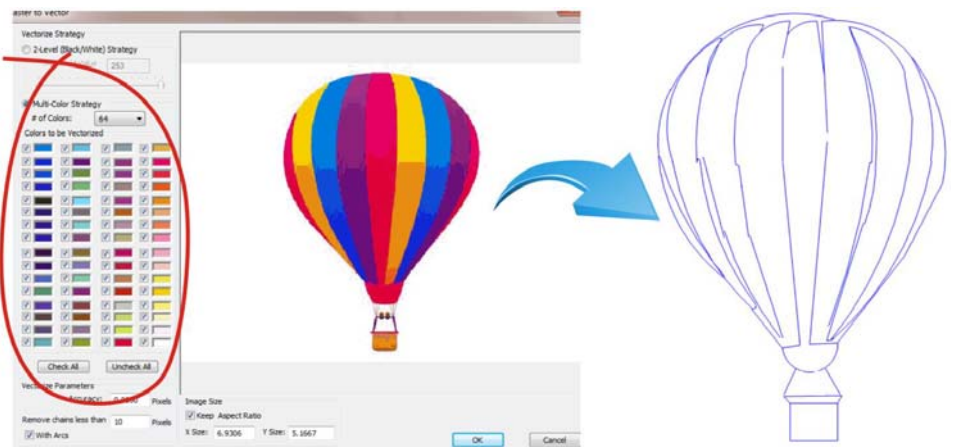 aster to Vector
Vectorize Strategy
2-Level (Black/White) Strategy
253
Multi-Color Strategy
# of Colors: 64
Colors to be Vectorized
Check All Uncheck All
Vectorize Parameters
Accuracy: Pixels
Remove chains less than 10 Pixels
With Arcs
Image Size
Keep Aspect Ratio
X Size: 6.9306 Y Size: 5.1667
OK Cancel